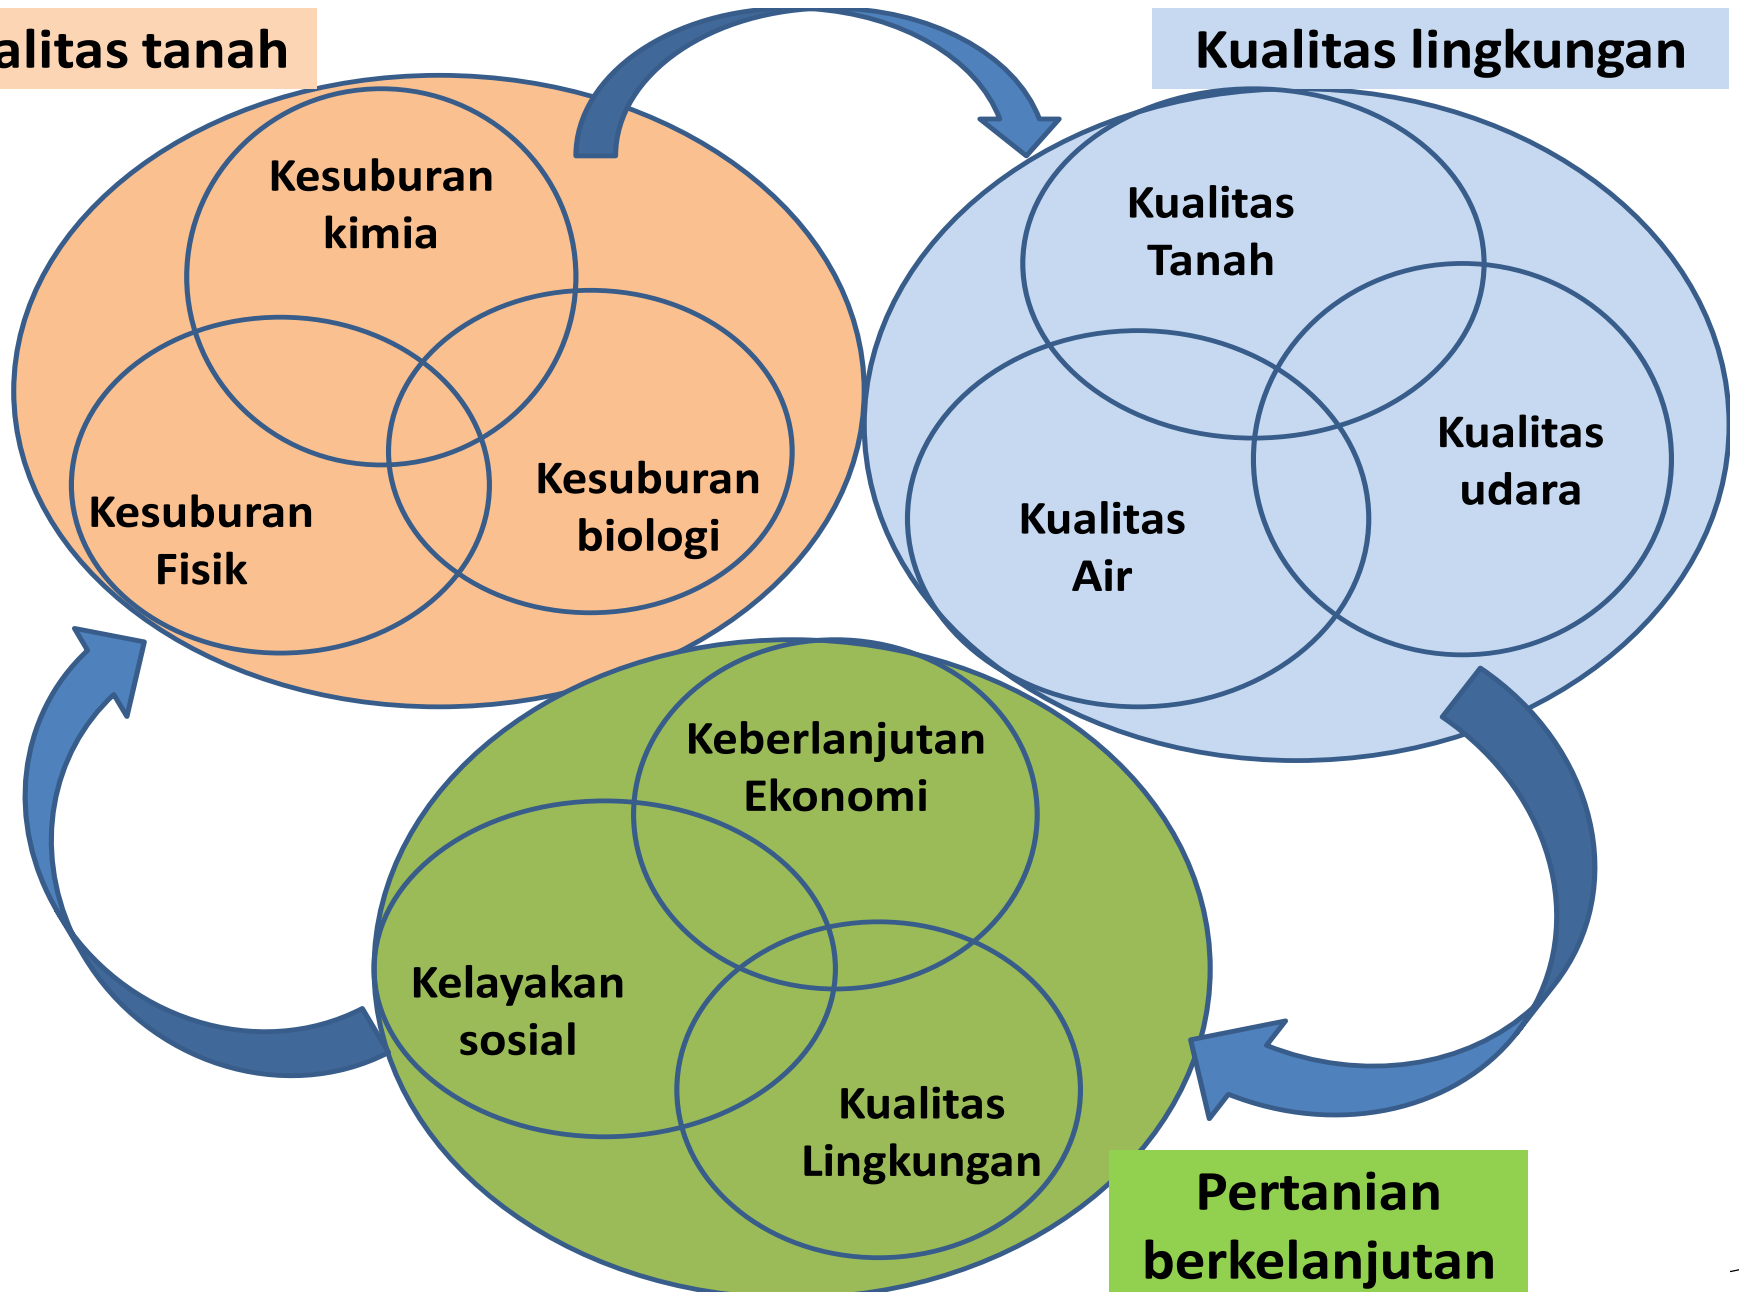 alitas tanah
Kualitas lingkungan
Kesuburan
kimia
Kesuburan
Fisik
Kesuburan
biologi
Kualitas
Tanah
Kualitas
udara
Kualitas
Air
Keberlanjutan
Ekonomi
Kelayakan
sosial
Kualitas
Lingkungan
Pertanian
berkelanjutan